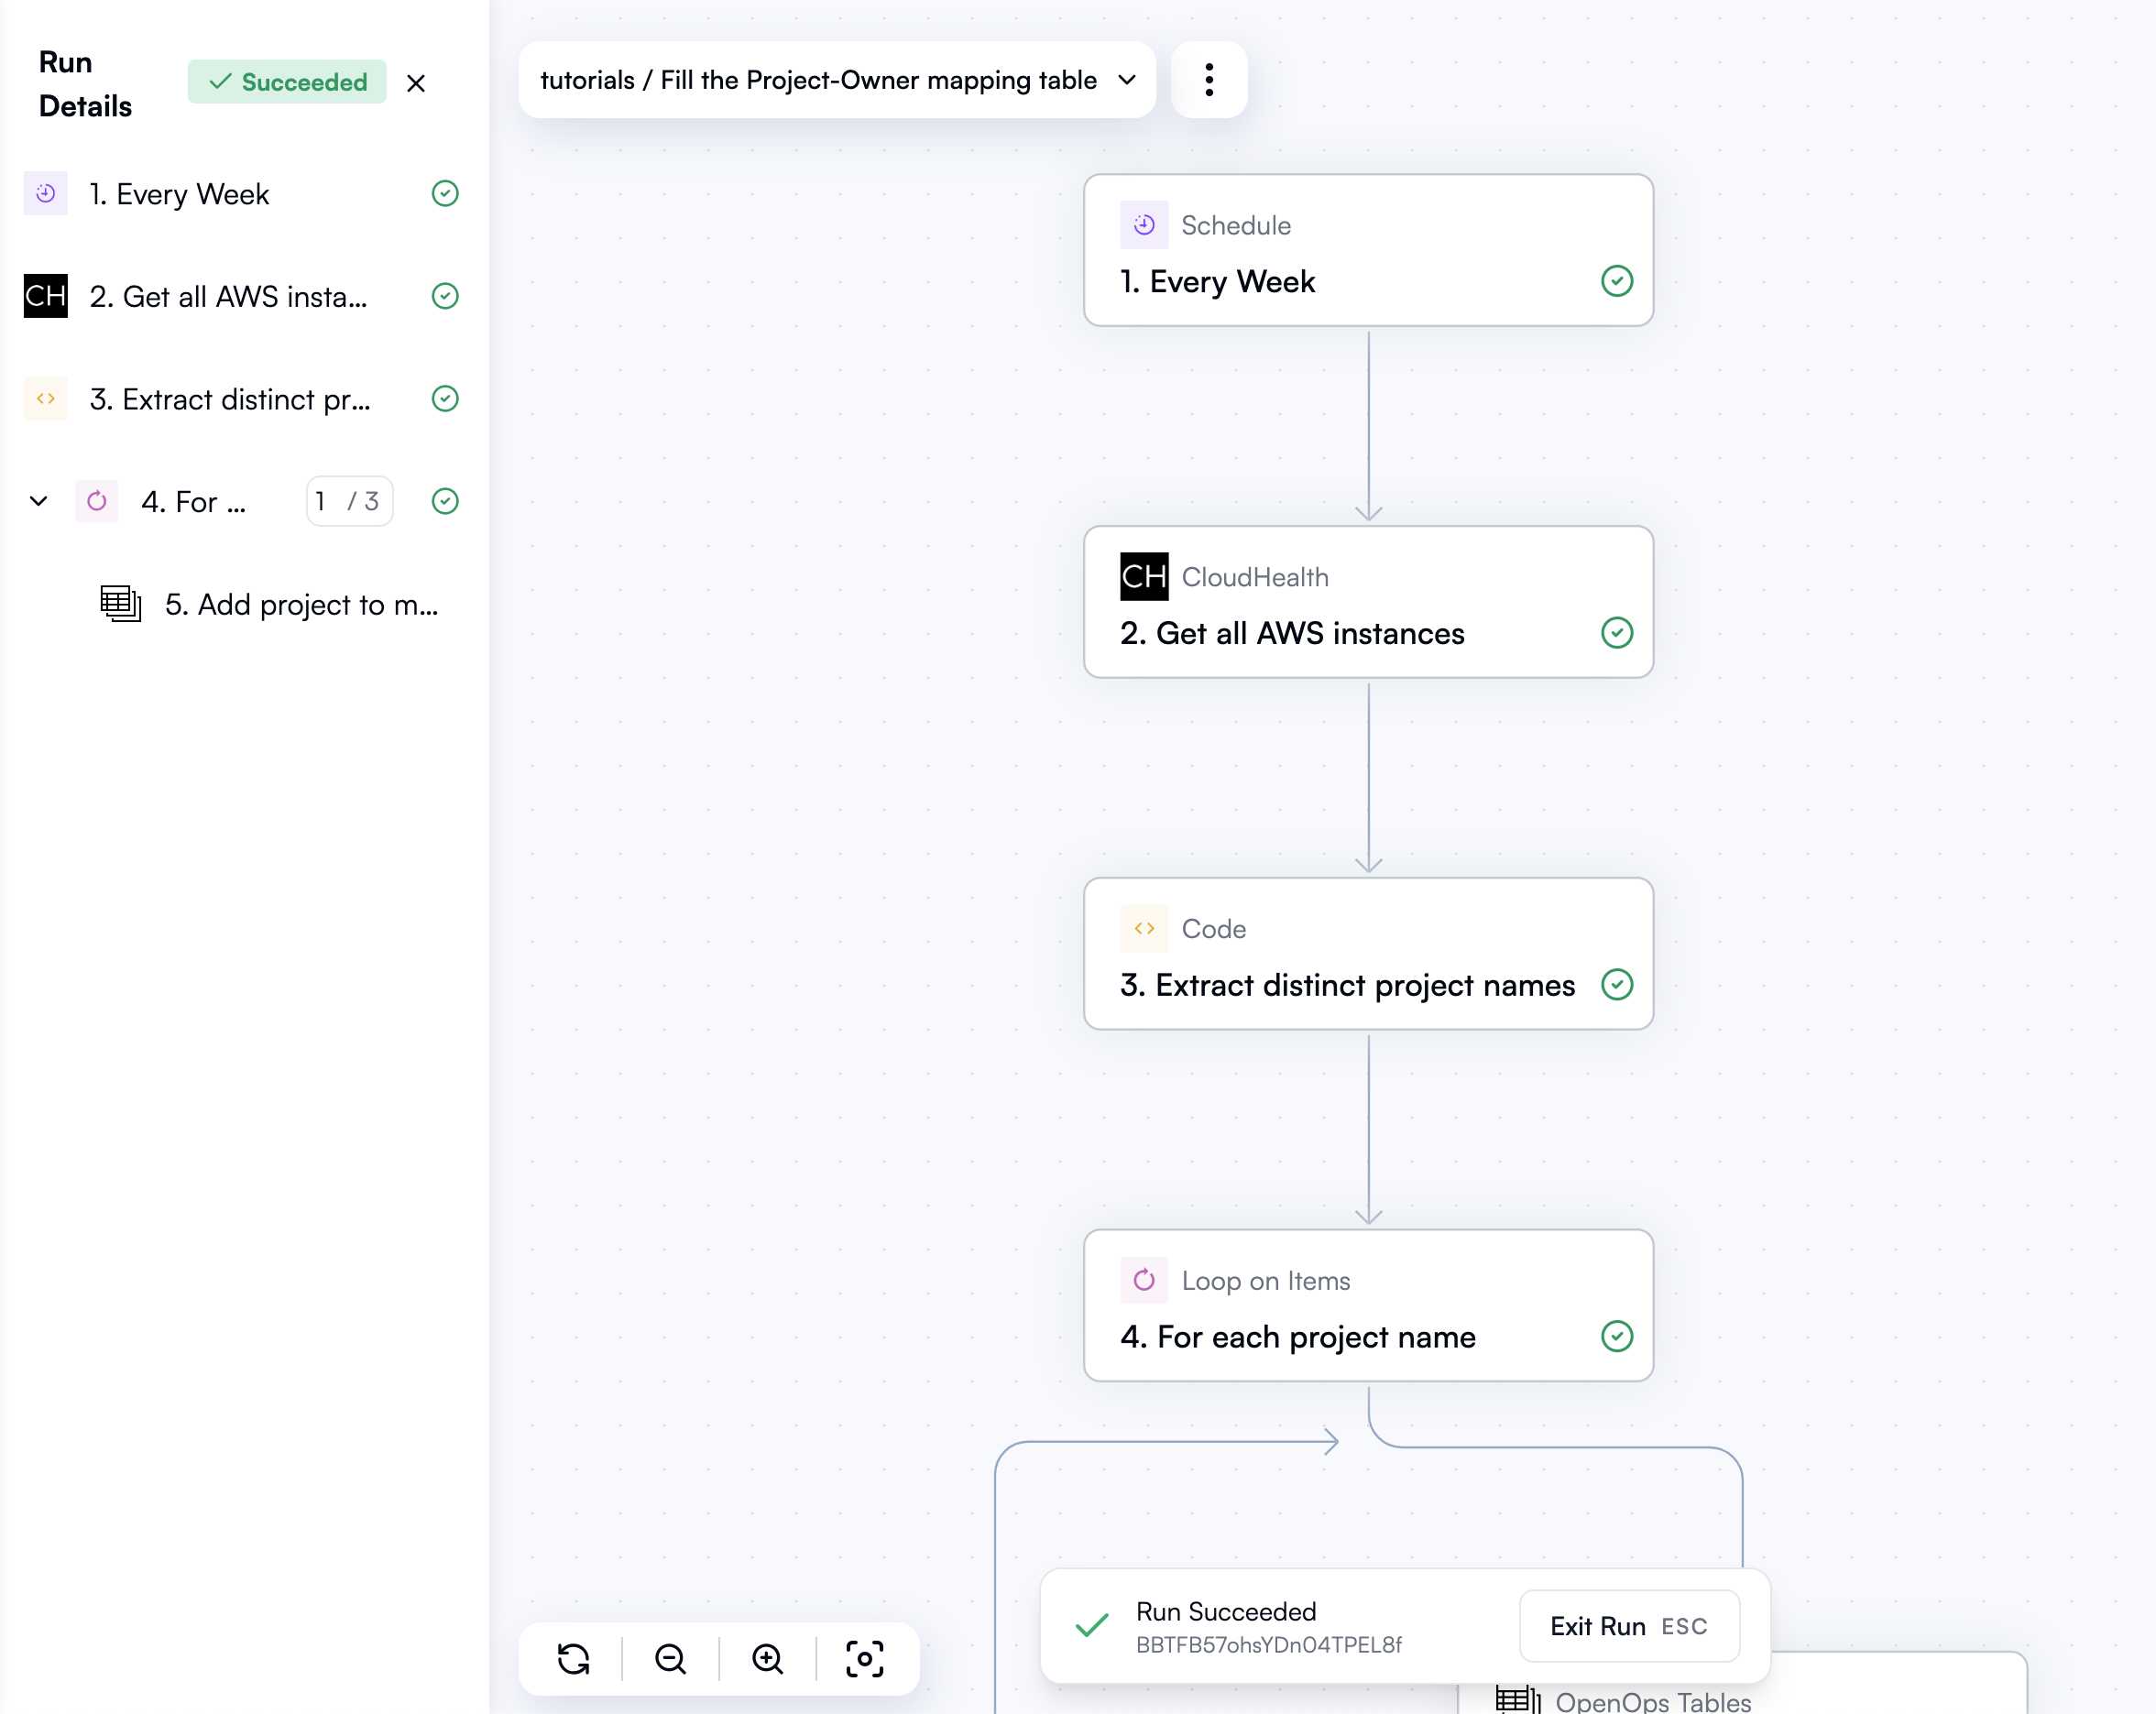 Run
Details
Succeeded
1. Every Week
CH
2. Get all AWS insta...
3. Extract distinct pr...
4. For ...
1 / 3
5. Add project to m...
tutorials / Fill the Project-Owner mapping table
Schedule
1. Every Week
CH
CloudHealth
2. Get all AWS instances
Code
3. Extract distinct project names
Loop on Items
4. For each project name
Run Succeeded
BBTFB57ohsYDn04TPEL8f
Exit Run ESC
OpenOps Tables